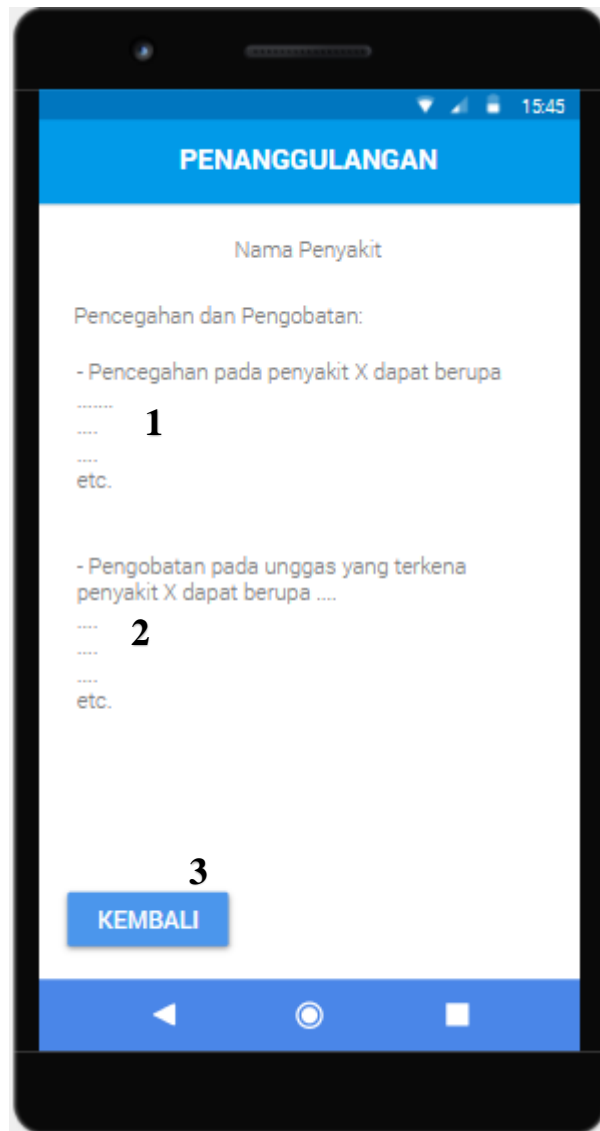 15:45
PENANGGULANGAN
Nama Penyakit
Pencegahan dan Pengobatan:
- Pencegahan pada penyakit X dapat berupa
.......
.... 1
....
etc.
- Pengobatan pada unggas yang terkena
penyakit X dapat berupa ....
....
.... 2
....
etc.
3
KEMBALI